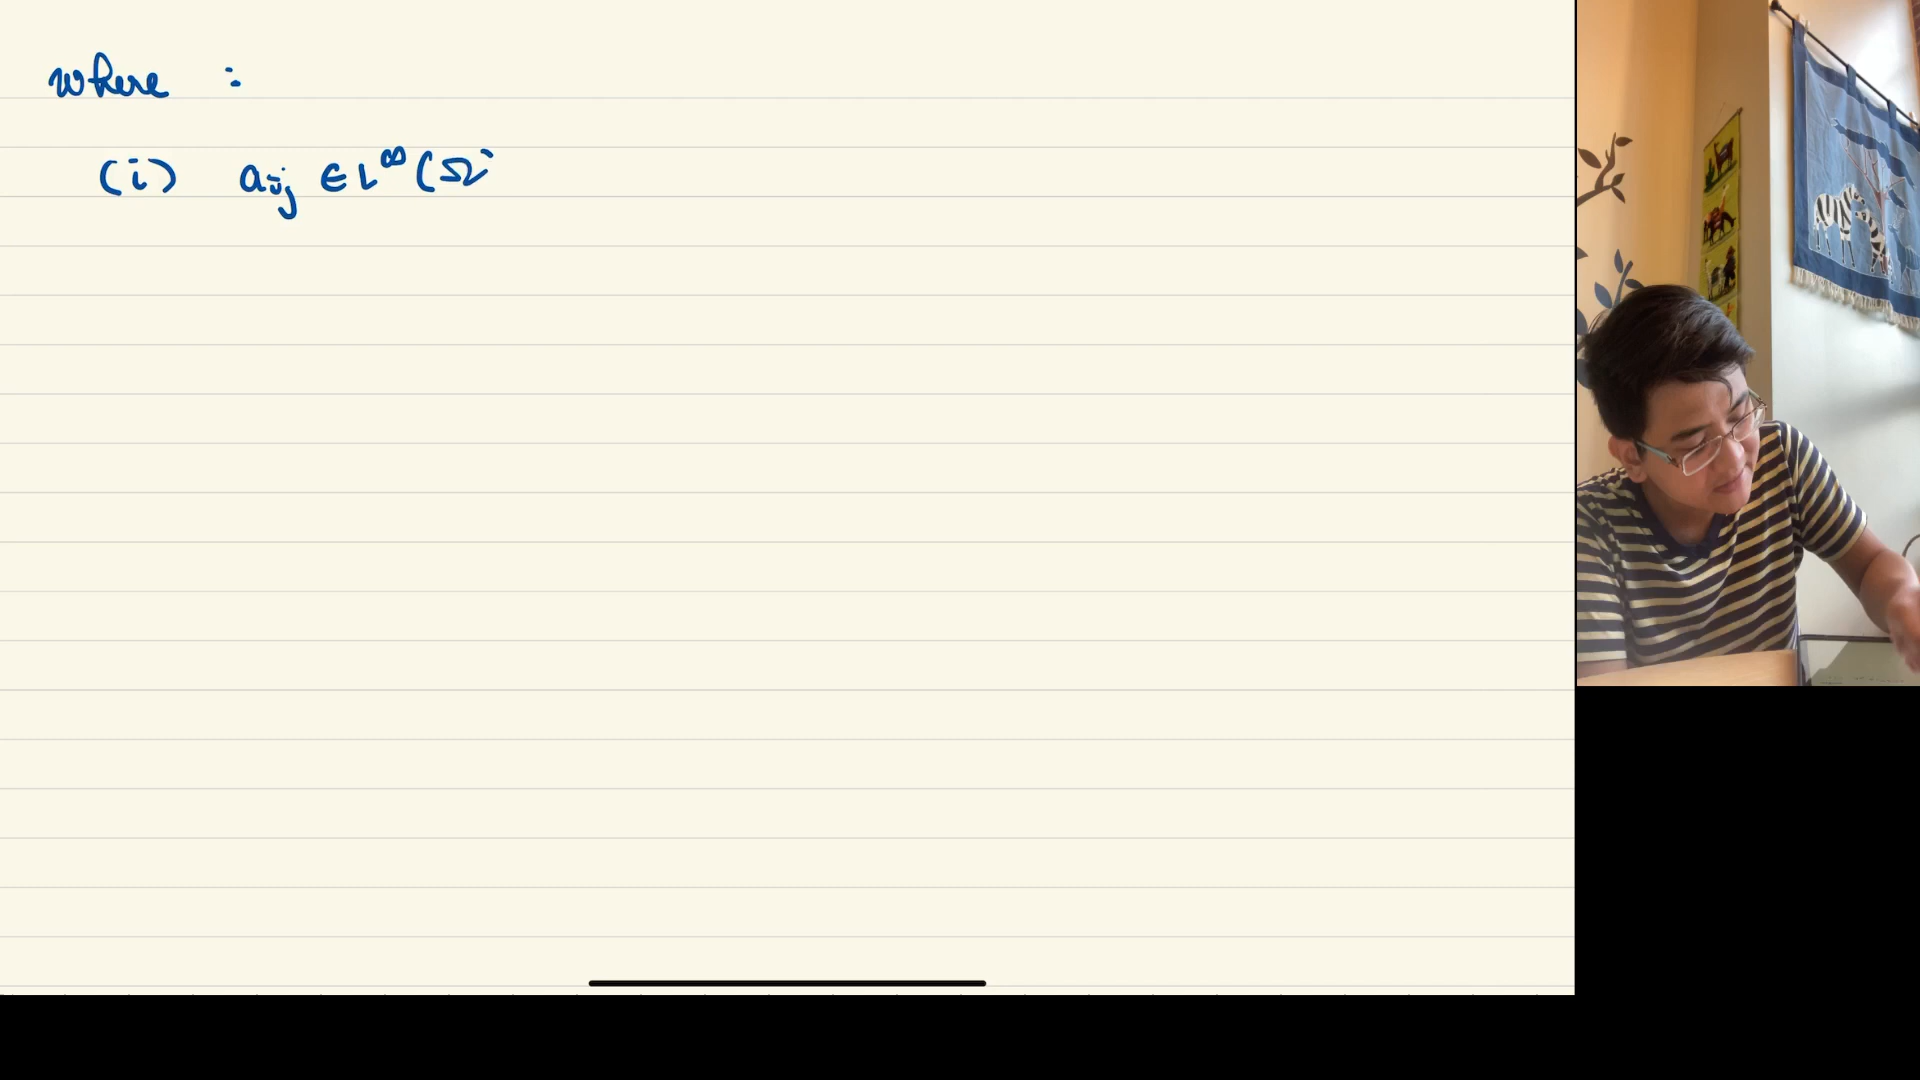 where :
(i) aij ∈ L^∞ (Ω